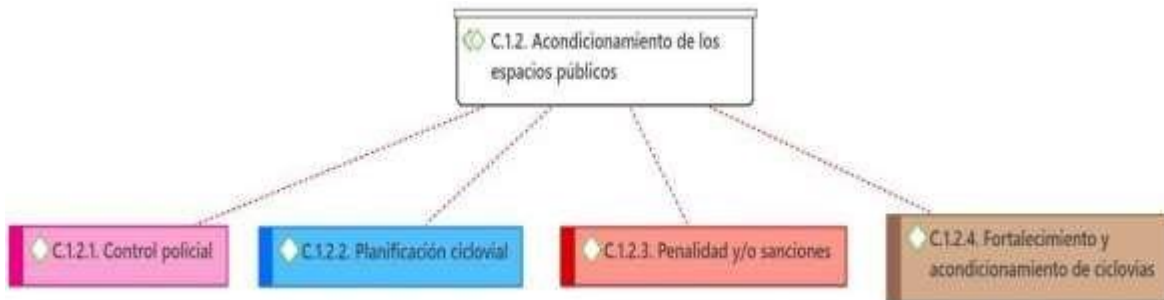 C.1.2. Acondicionamiento de los
espacios públicos
C.1.2.1. Control policial
C.1.2.2. Planificación ciclovial
C.1.2.3. Penalidad y/o sanciones
C.1.2.4. Fortalecimiento y
acondicionamiento de ciclovías